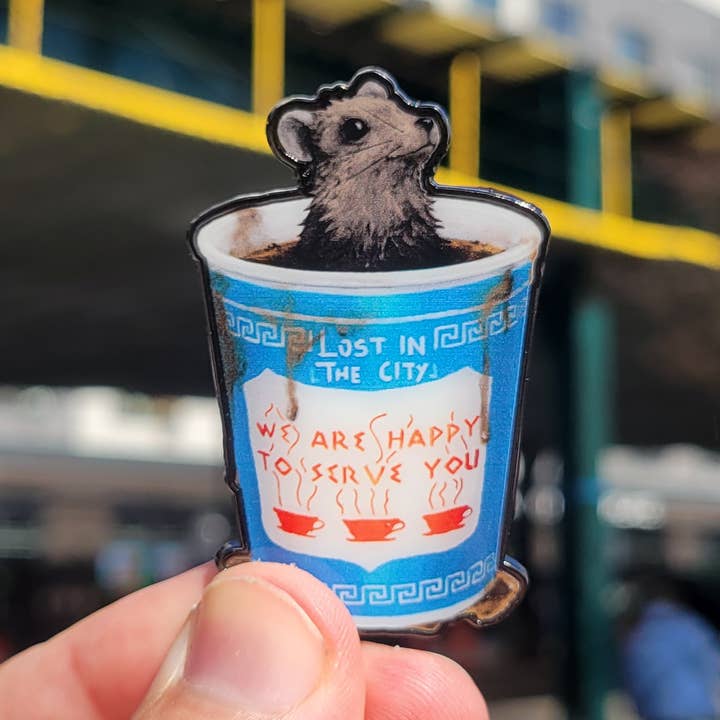 LOST IN
THE CITY
WE ARE HAPPY
TO SERVE YOU